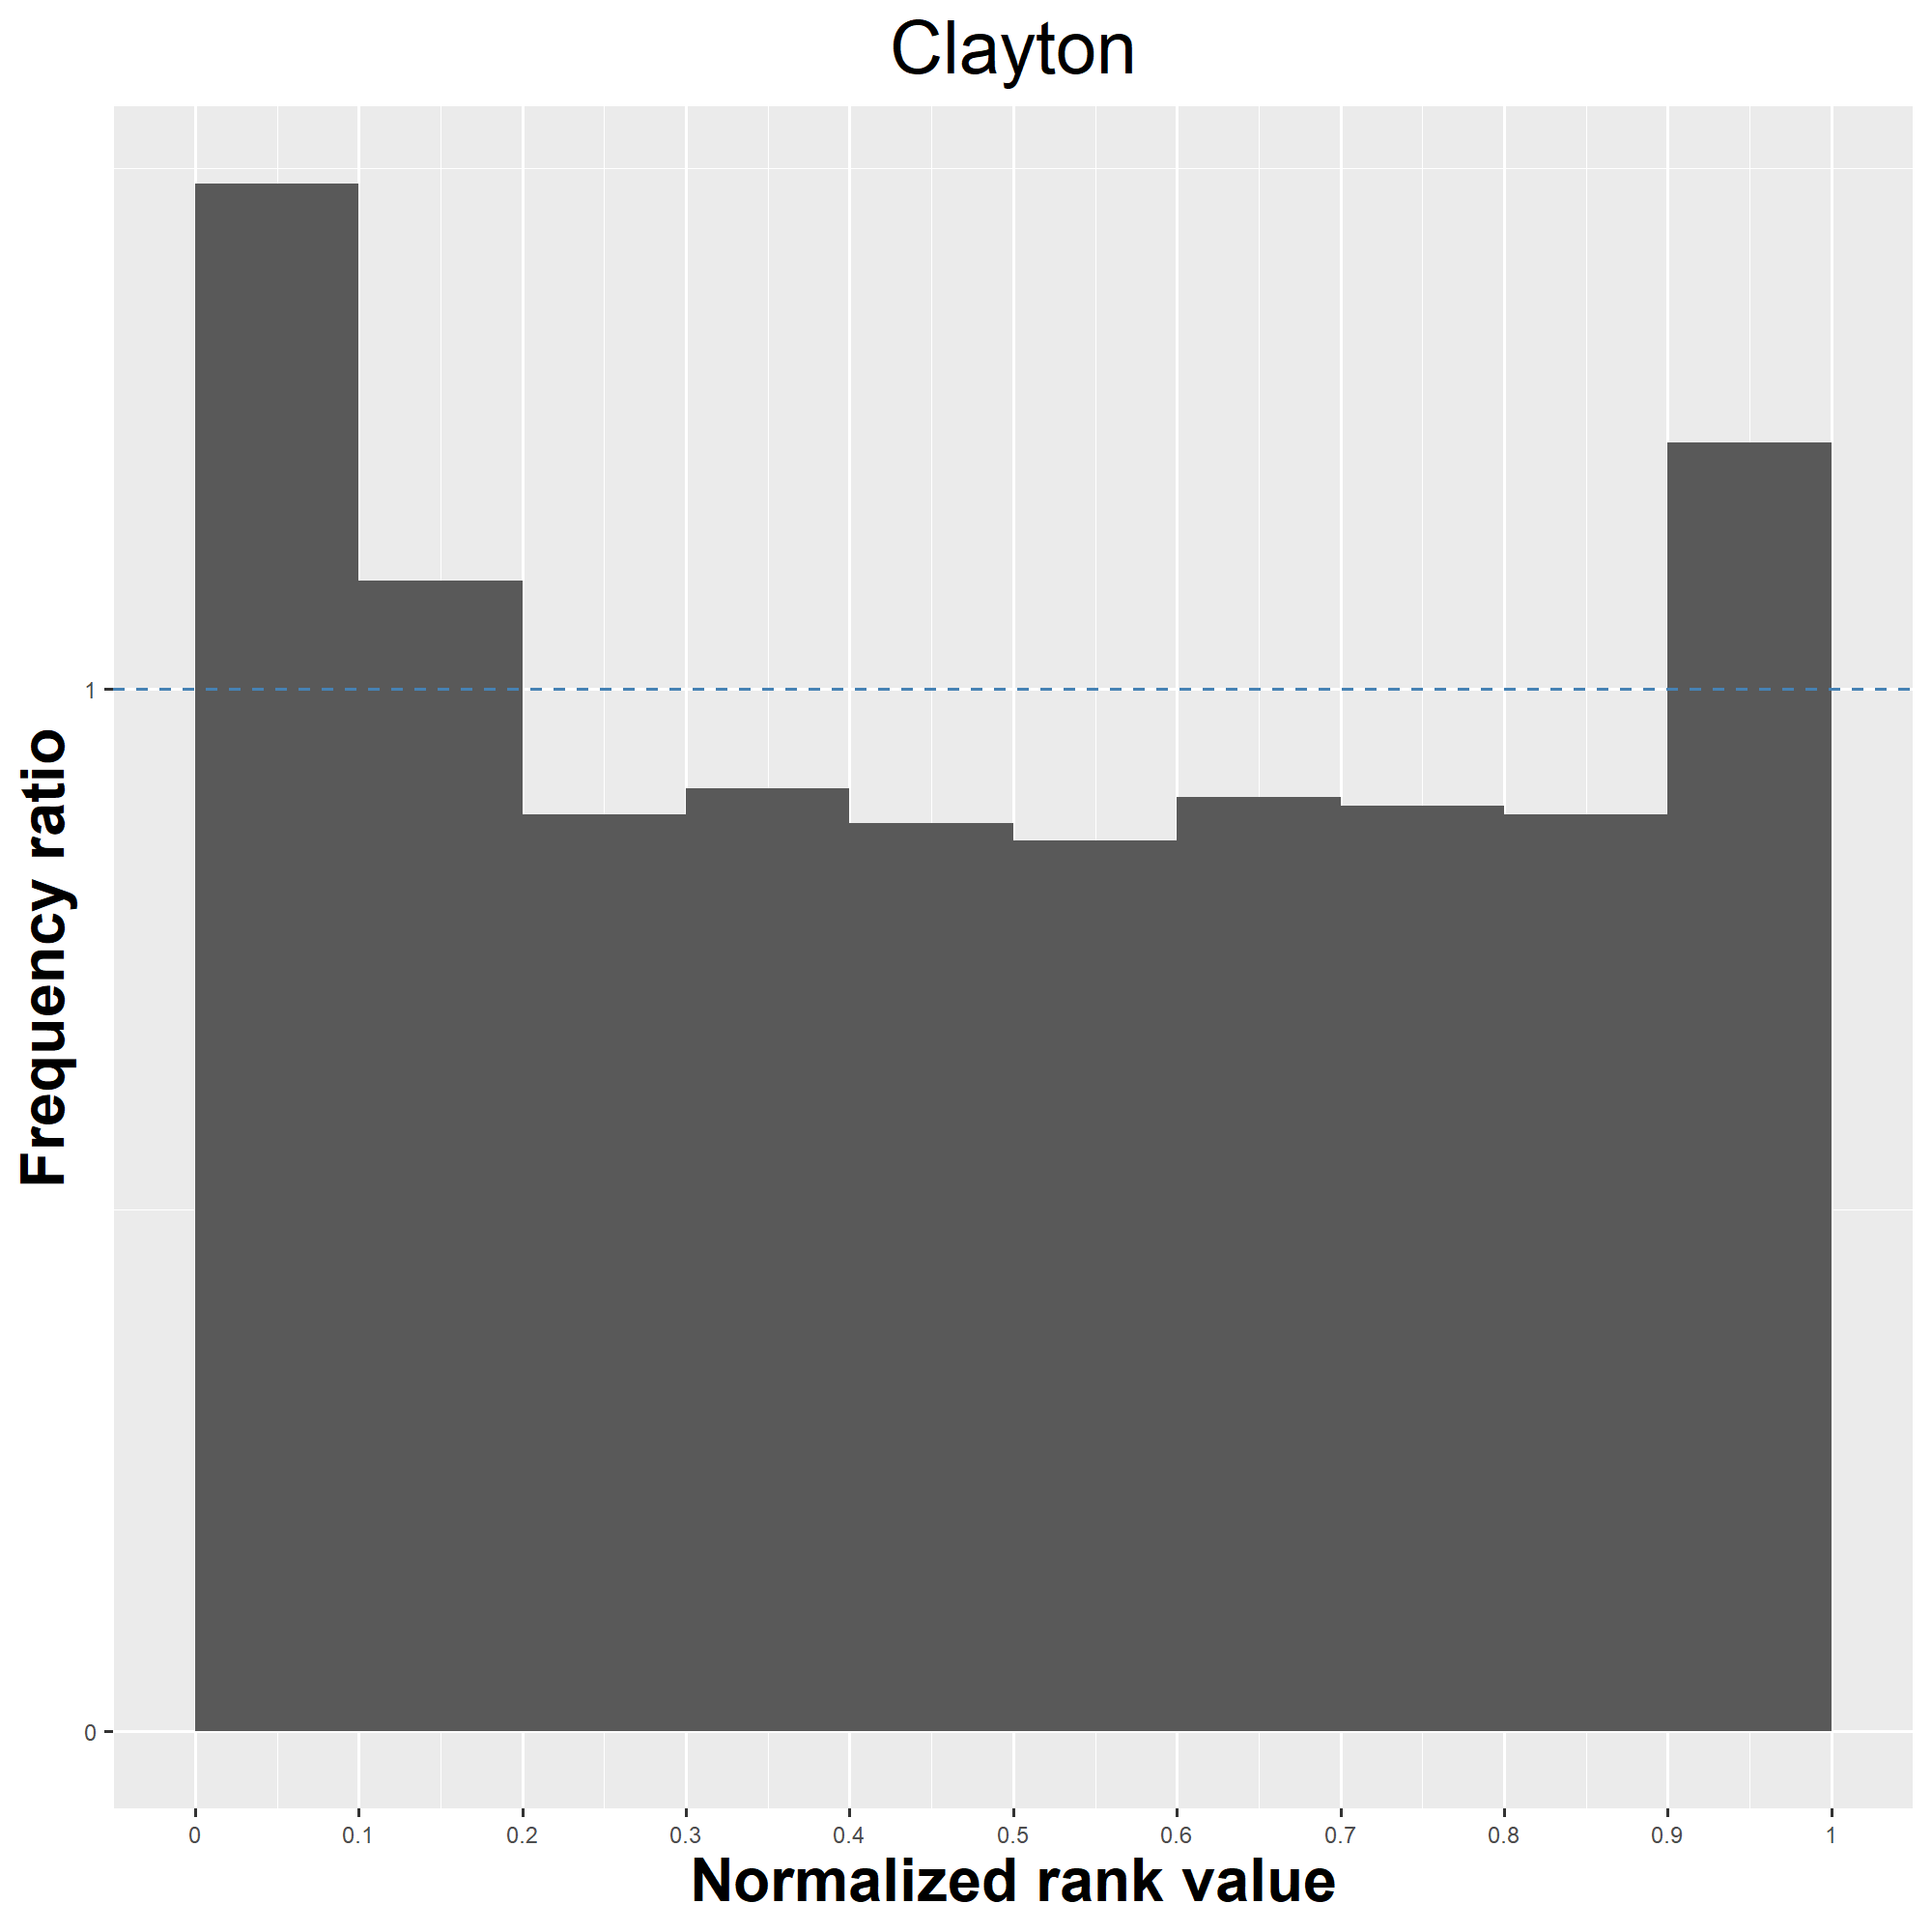 Clayton
Frequency ratio
1
0
0 0.1 0.2 0.3 0.4 0.5 0.6 0.7 0.8 0.9 1
Normalized rank value